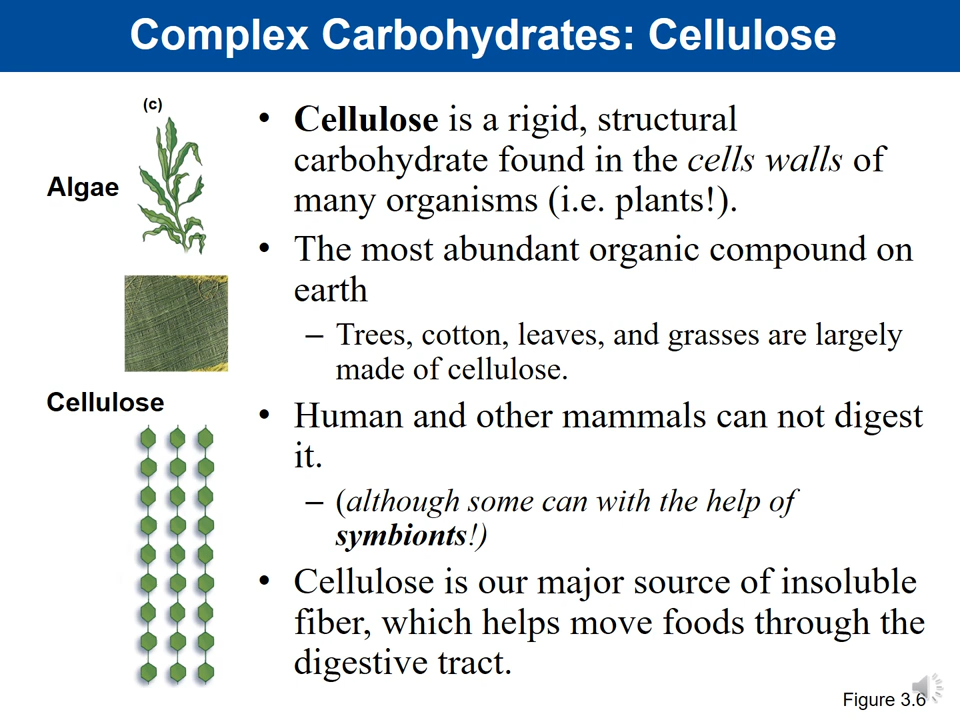 Complex Carbohydrates: Cellulose
(c)
Algae
Cellulose
• Cellulose is a rigid, structural
carbohydrate found in the cells walls of
many organisms (i.e. plants!).
• The most abundant organic compound on
earth
– Trees, cotton, leaves, and grasses are largely
made of cellulose.
• Human and other mammals can not digest
it.
– (although some can with the help of
symbionts!)
• Cellulose is our major source of insoluble
fiber, which helps move foods through the
digestive tract.
Figure 3.6